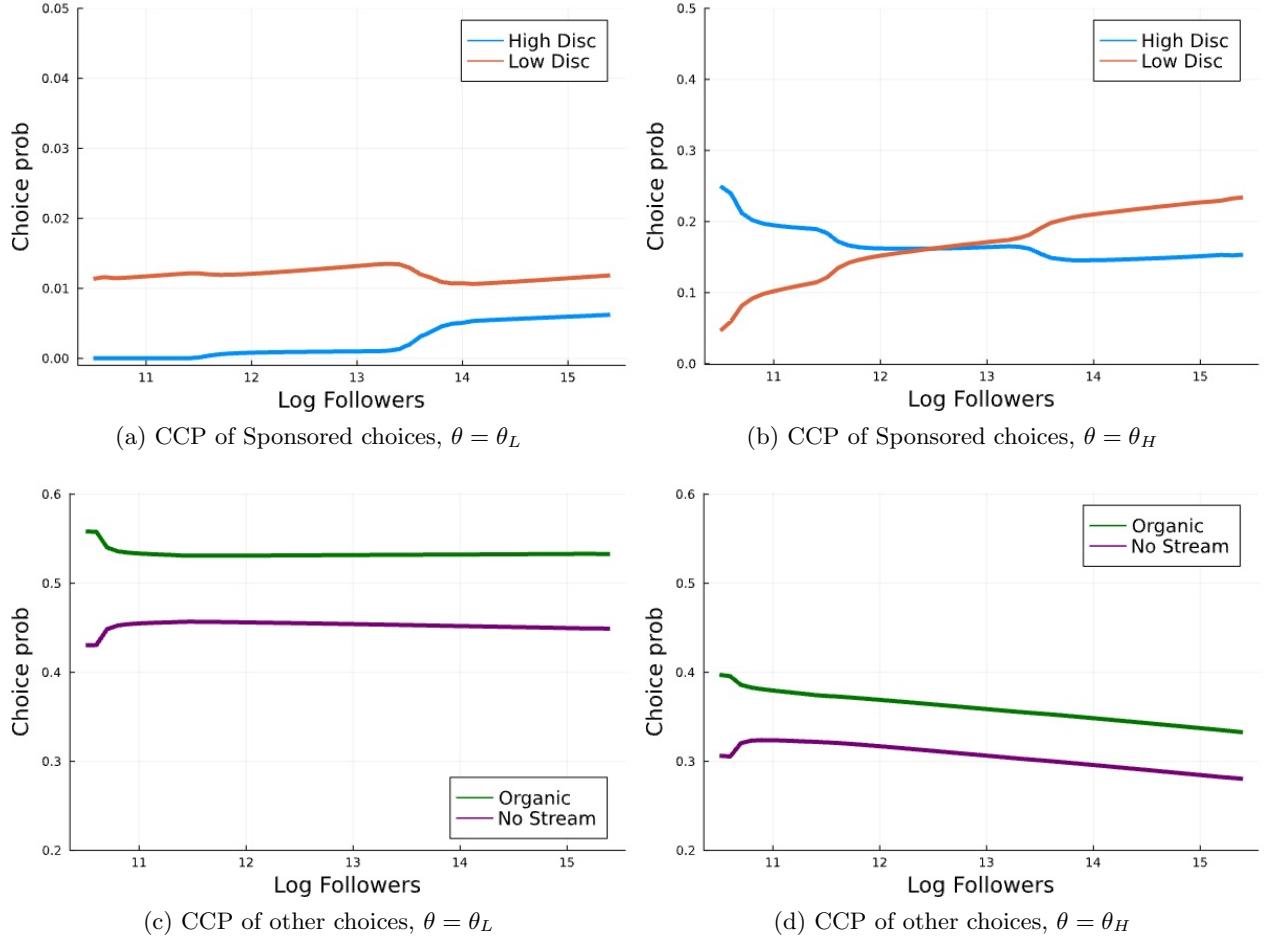 0.05
0.04
0.03
0.02
0.01
0.00
Choice prob
High Disc
Low Disc
11 12 13 14 15
Log Followers
(a) CCP of Sponsored choices, θ = θ_L
0.5
0.4
0.3
0.2
0.1
0.0
Choice prob
High Disc
Low Disc
11 12 13 14 15
Log Followers
(b) CCP of Sponsored choices, θ = θ_H
0.6
0.5
0.4
0.3
0.2
Choice prob
Organic
No Stream
11 12 13 14 15
Log Followers
(c) CCP of other choices, θ = θ_L
0.6
0.5
0.4
0.3
0.2
Choice prob
Organic
No Stream
11 12 13 14 15
Log Followers
(d) CCP of other choices, θ = θ_H